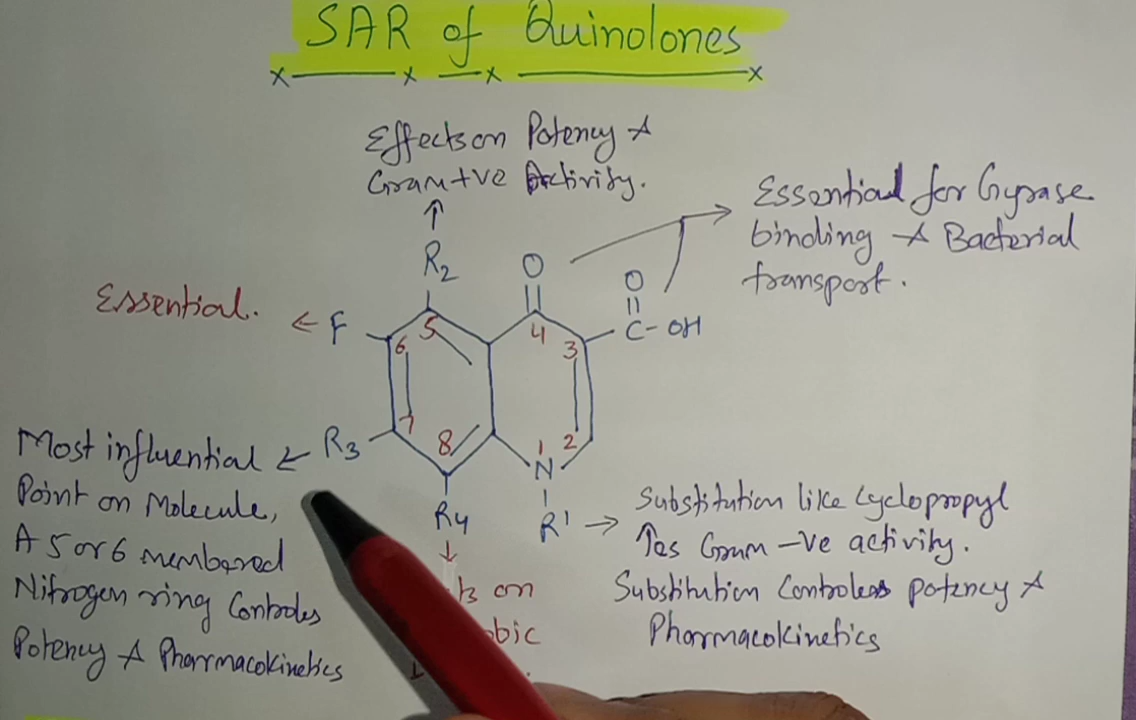 SAR of Quinolones
Effects on Potency &
Gram +ve Activity.
Essential for Gyrase
binding & Bacterial
transport.
R2
O
O
Essential. ← F
C - OH
5
4
3
6
7
8
1
2
N
Most influential ← R3
Point on Molecule,
A 5 or 6 membered
Nitrogen ring Controles
Potency & Pharmacokinetics
R4
R' → Substitution like Cyclopropyl
↑es Gram -ve activity.
Substitution Controles potency &
Pharmacokinetics
on